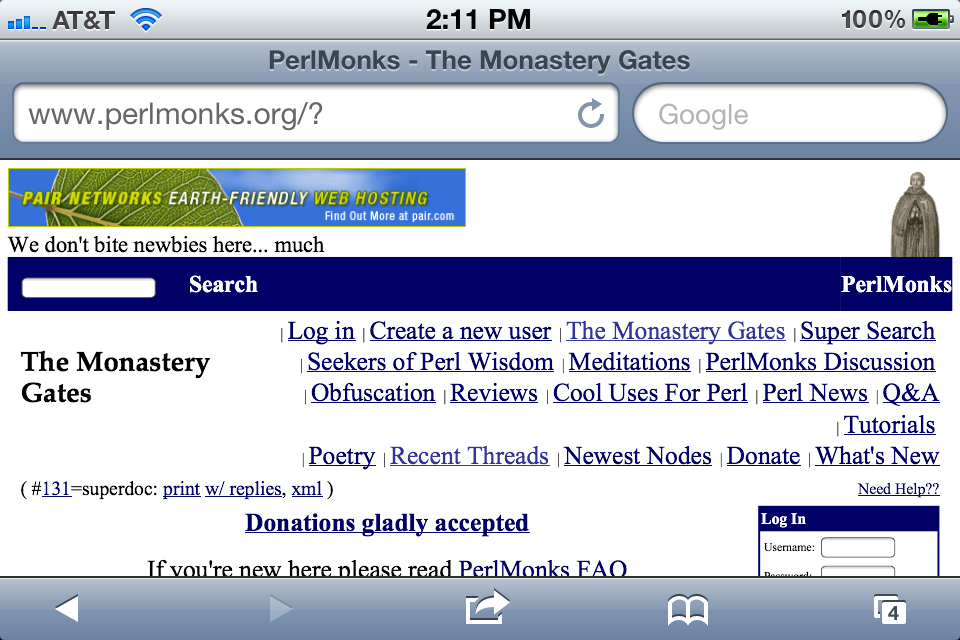 AT&T 2:11 PM 100%
PerlMonks - The Monastery Gates
www.perlmonks.org/? Google
PAIR NETWORKS EARTH-FRIENDLY WEB HOSTING
Find Out More at pair.com
We don't bite newbies here... much
Search PerlMonks
The Monastery Gates
| Log in | Create a new user | The Monastery Gates | Super Search
| Seekers of Perl Wisdom | Meditations | PerlMonks Discussion
| Obfuscation | Reviews | Cool Uses For Perl | Perl News | Q&A
| Tutorials
| Poetry | Recent Threads | Newest Nodes | Donate | What's New
( #131=superdoc: print w/ replies, xml ) Need Help??
Donations gladly accepted
Log In
Username:
If you're new here please read PerlMonks FAQ
Password:
4